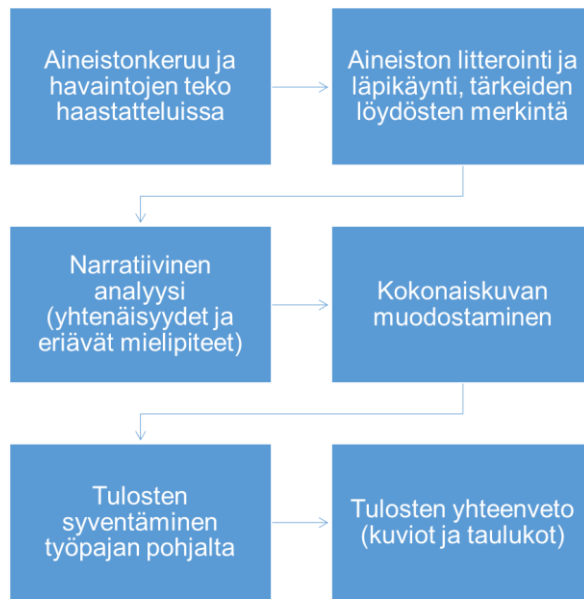 Aineistonkeruu ja
havaintojen teko
haastatteluissa
Aineiston litterointi ja
läpikäynti, tärkeiden
löydösten merkintä
Narratiivinen
analyysi
(yhtenäisyydet ja
eriävät mielipiteet)
Kokonaiskuvan
muodostaminen
Tulosten
syventäminen
työpajan pohjalta
Tulosten yhteenveto
(kuviot ja taulukot)